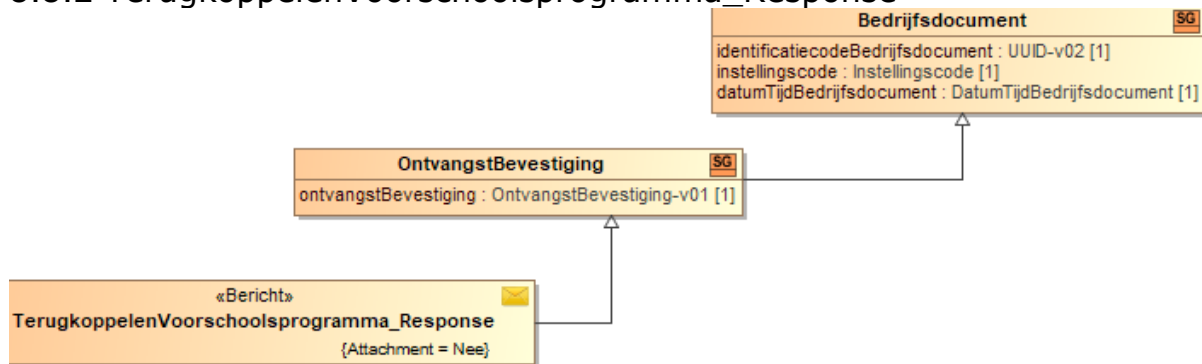 TerugkoppelenVoorschoolsprogramma_Response
Bedrijfsdocument SG
identificatiecodeBedrijfsdocument : UUID-v02 [1]
instellingscode : Instellingscode [1]
datumTijdBedrijfsdocument : DatumTijdBedrijfsdocument [1]
OntvangstBevestiging SG
ontvangstBevestiging : OntvangstBevestiging-v01 [1]
«Bericht»
TerugkoppelenVoorschoolsprogramma_Response
{Attachment = Nee}